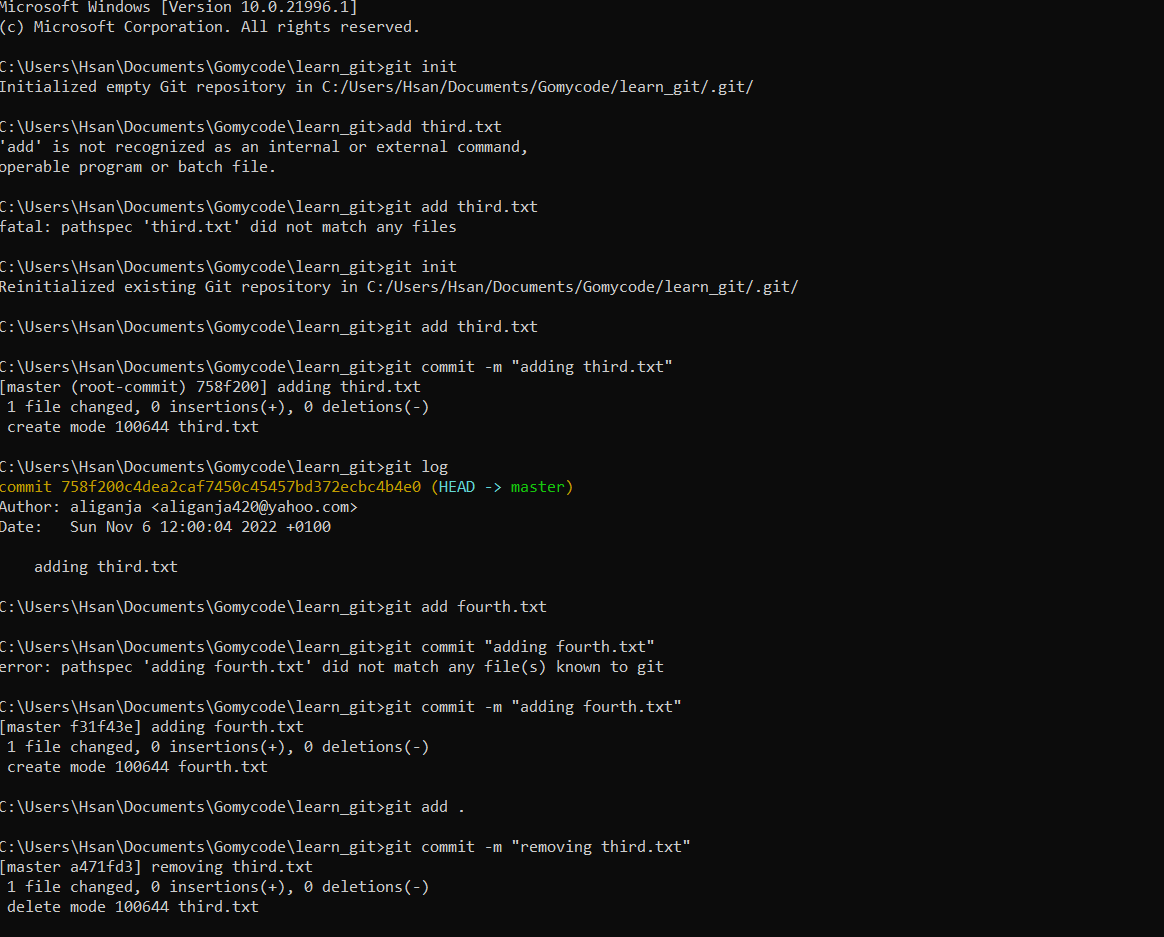 Microsoft Windows [Version 10.0.21996.1]
(c) Microsoft Corporation. All rights reserved.
C:\Users\Hsan\Documents\Gomycode\learn_git>git init
Initialized empty Git repository in C:/Users/Hsan/Documents/Gomycode/learn_git/.git/
C:\Users\Hsan\Documents\Gomycode\learn_git>add third.txt
'add' is not recognized as an internal or external command,
operable program or batch file.
C:\Users\Hsan\Documents\Gomycode\learn_git>git add third.txt
fatal: pathspec 'third.txt' did not match any files
C:\Users\Hsan\Documents\Gomycode\learn_git>git init
Reinitialized existing Git repository in C:/Users/Hsan/Documents/Gomycode/learn_git/.git/
C:\Users\Hsan\Documents\Gomycode\learn_git>git add third.txt
C:\Users\Hsan\Documents\Gomycode\learn_git>git commit -m "adding third.txt"
[master (root-commit) 758f200] adding third.txt
 1 file changed, 0 insertions(+), 0 deletions(-)
 create mode 100644 third.txt
C:\Users\Hsan\Documents\Gomycode\learn_git>git log
commit 758f200c4dea2caf7450c45457bd372ecbc4b4e0 (HEAD -> master)
Author: aliganja <aliganja420@yahoo.com>
Date:   Sun Nov 6 12:00:04 2022 +0100
    adding third.txt
C:\Users\Hsan\Documents\Gomycode\learn_git>git add fourth.txt
C:\Users\Hsan\Documents\Gomycode\learn_git>git commit "adding fourth.txt"
error: pathspec 'adding fourth.txt' did not match any file(s) known to git
C:\Users\Hsan\Documents\Gomycode\learn_git>git commit -m "adding fourth.txt"
[master f31f43e] adding fourth.txt
 1 file changed, 0 insertions(+), 0 deletions(-)
 create mode 100644 fourth.txt
C:\Users\Hsan\Documents\Gomycode\learn_git>git add .
C:\Users\Hsan\Documents\Gomycode\learn_git>git commit -m "removing third.txt"
[master a471fd3] removing third.txt
 1 file changed, 0 insertions(+), 0 deletions(-)
 delete mode 100644 third.txt